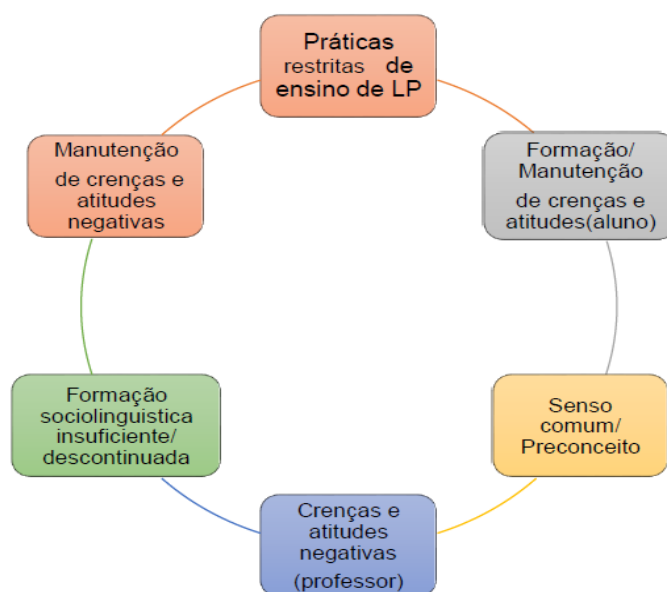 Práticas
restritas de
ensino de LP
Formação/
Manutenção
de crenças e
atitudes(aluno)
Senso
comum/
Preconceito
Crenças e
atitudes
negativas
(professor)
Formação
sociolinguistica
insuficiente/
descontinuada
Manutenção
de crenças e
atitudes
negativas